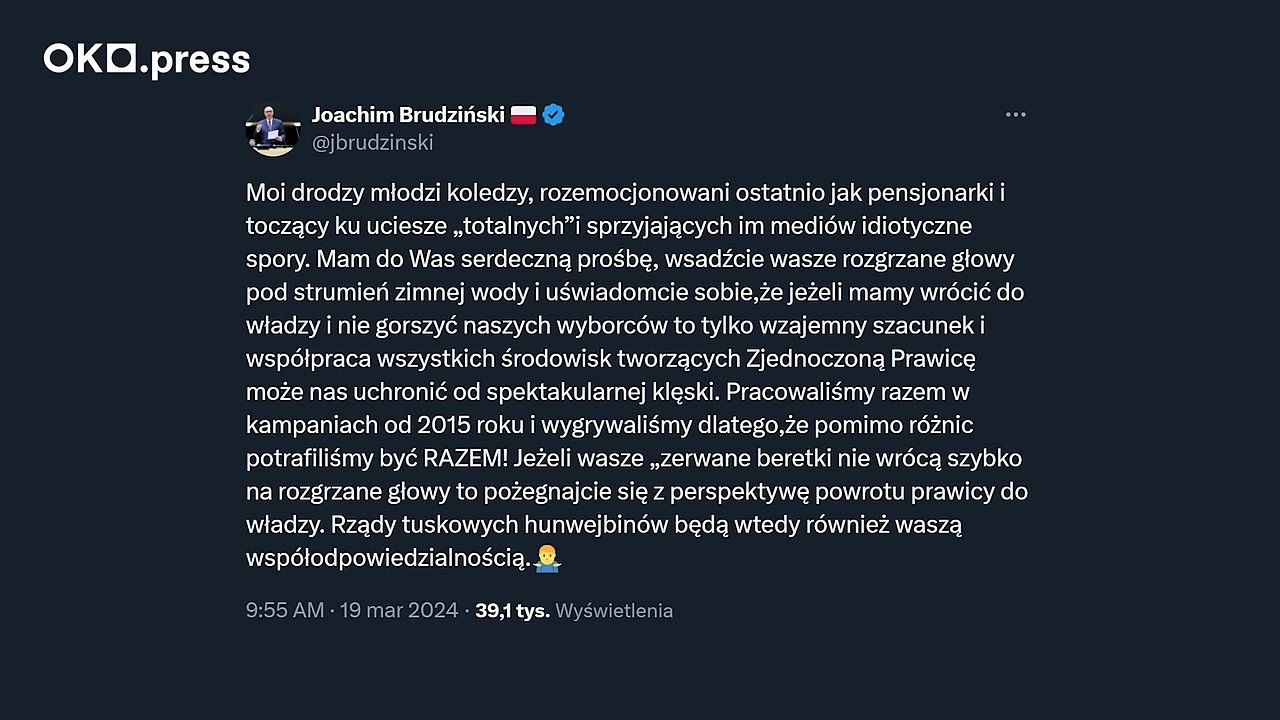 OKO.press
Joachim Brudziński
@jbrudzinski
Moi drodzy młodzi koledzy, rozemocjonowani ostatnio jak pensjonarki i
toczący ku uciesze „totalnych”i sprzyjających im mediów idiotyczne
spory. Mam do Was serdeczną prośbę, wsadźcie wasze rozgrzane głowy
pod strumień zimnej wody i uświadomcie sobie,że jeżeli mamy wrócić do
władzy i nie gorszyć naszych wyborców to tylko wzajemny szacunek i
współpraca wszystkich środowisk tworzących Zjednoczoną Prawicę
może nas uchronić od spektakularnej klęski. Pracowaliśmy razem w
kampaniach od 2015 roku i wygrywaliśmy dlatego,że pomimo różnic
potrafiliśmy być RAZEM! Jeżeli wasze „zerwane beretki nie wrócą szybko
na rozgrzane głowy to pożegnajcie się z perspektywę powrotu prawicy do
władzy. Rządy tuskowych hunwejbinów będą wtedy również waszą
współodpowiedzialnością.🤷‍♂️
9:55 AM · 19 mar 2024 · 39,1 tys. Wyświetlenia